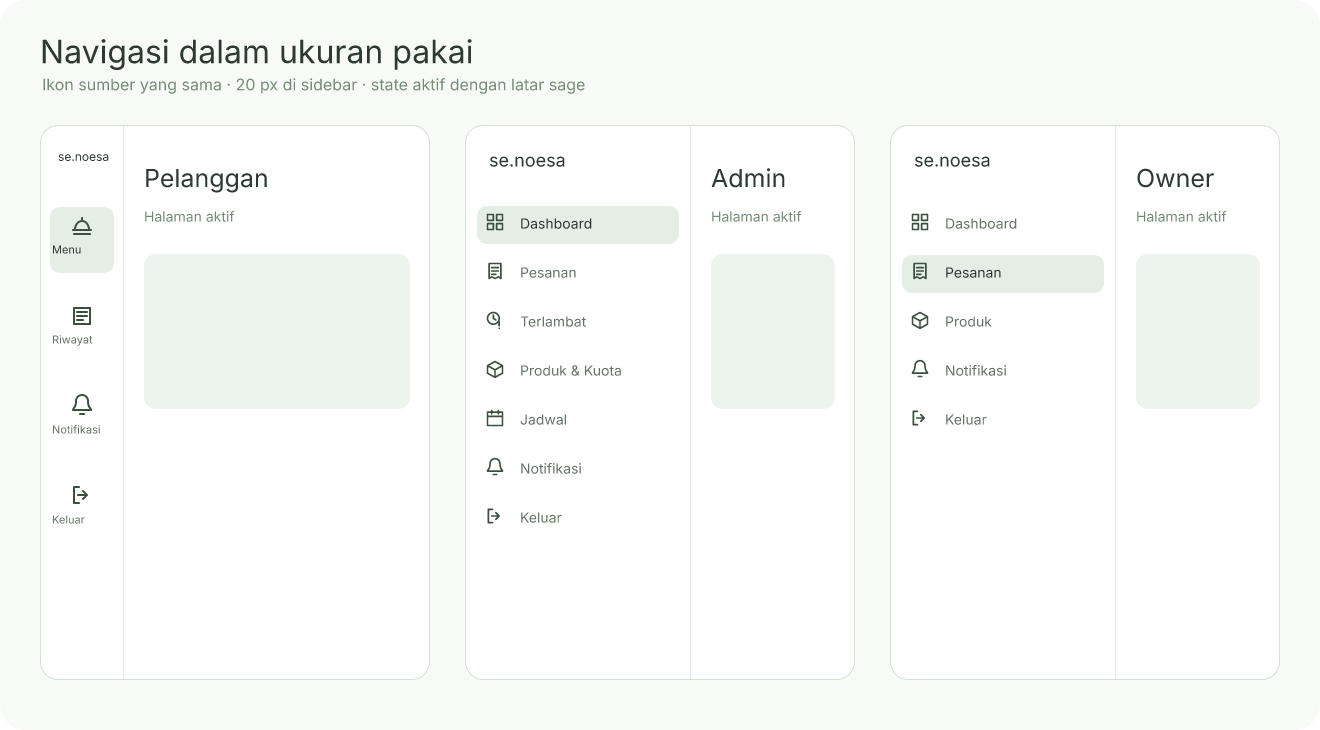 Navigasi dalam ukuran pakai
Ikon sumber yang sama · 20 px di sidebar · state aktif dengan latar sage
se.noesa
Menu
Riwayat
Notifikasi
Keluar
Pelanggan
Halaman aktif
se.noesa
Dashboard
Pesanan
Terlambat
Produk & Kuota
Jadwal
Notifikasi
Keluar
Admin
Halaman aktif
se.noesa
Dashboard
Pesanan
Produk
Notifikasi
Keluar
Owner
Halaman aktif